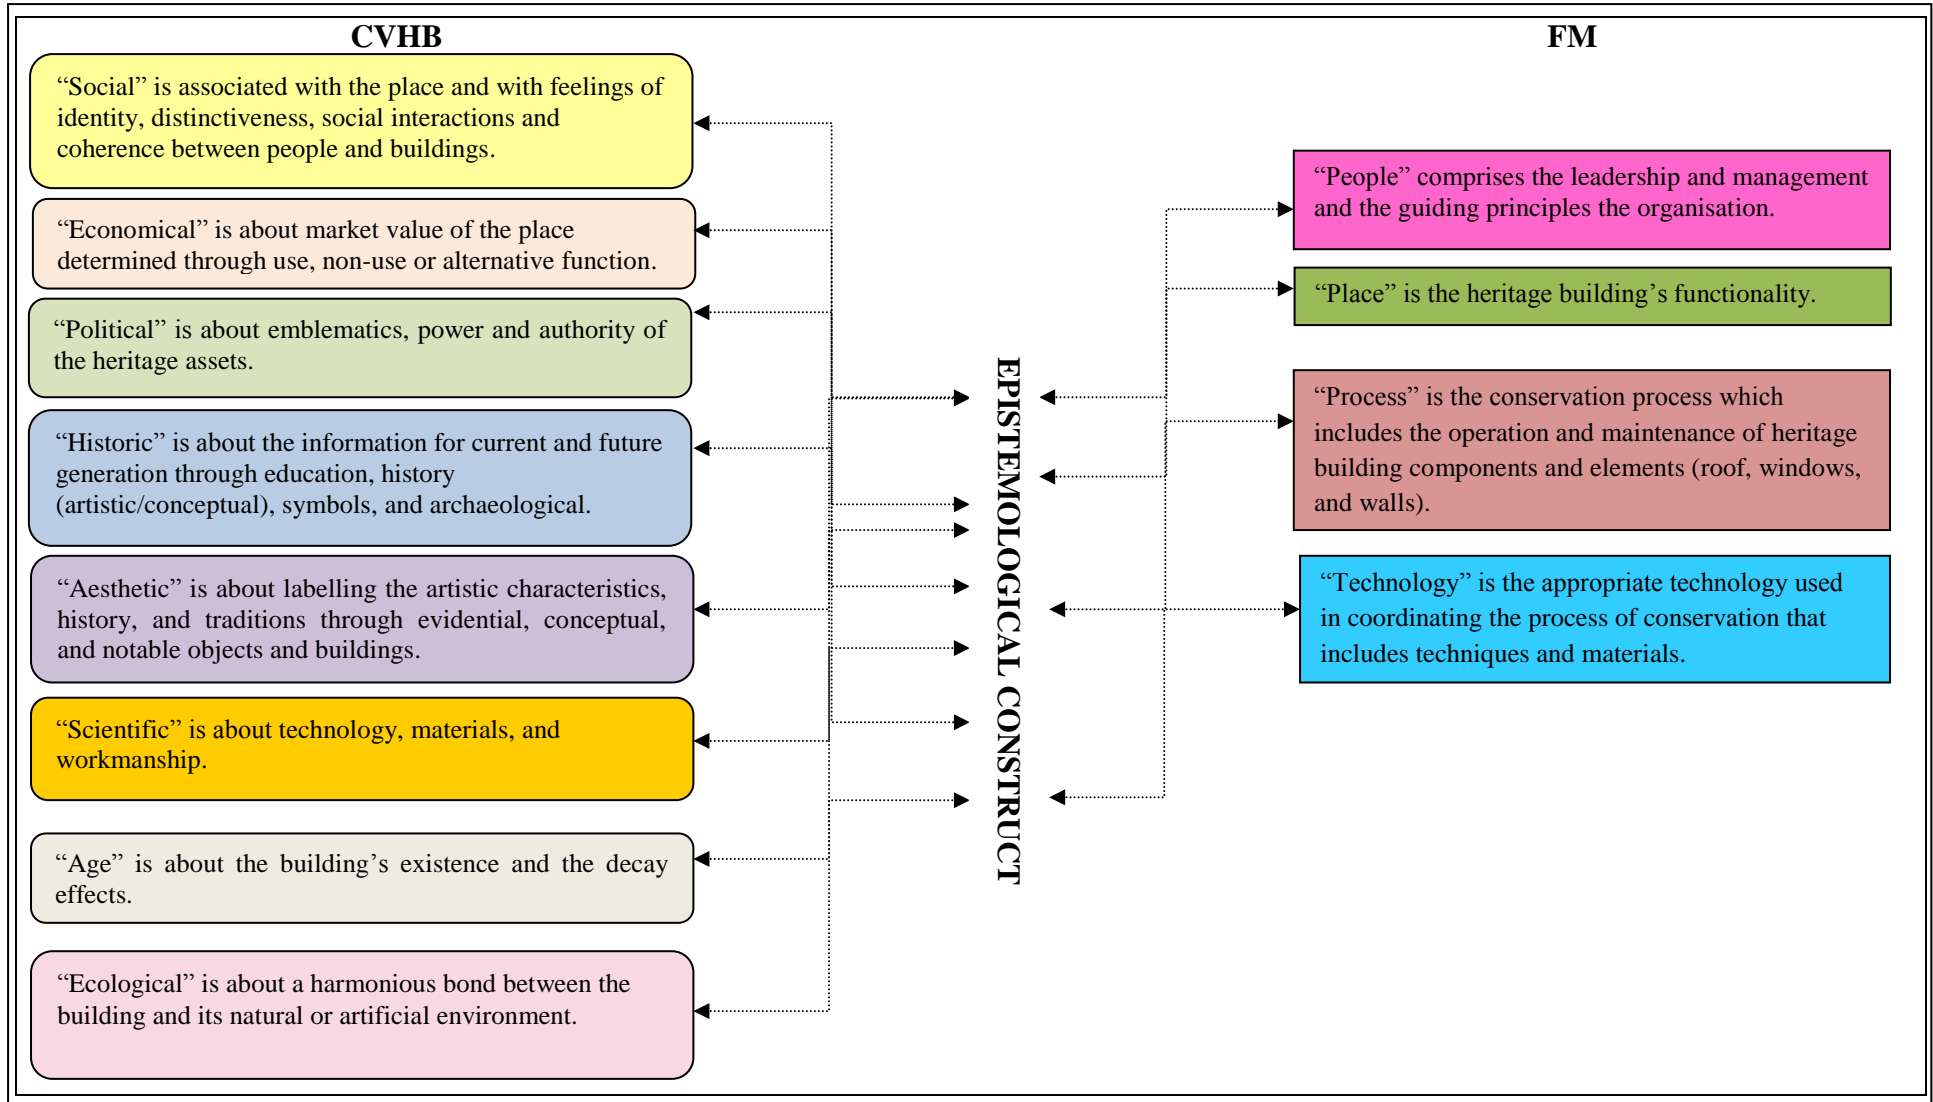 CVHB
“Social” is associated with the place and with feelings of
identity, distinctiveness, social interactions and
coherence between people and buildings.
“Economical” is about market value of the place
determined through use, non-use or alternative function.
“Political” is about emblematics, power and authority of
the heritage assets.
“Historic” is about the information for current and future
generation through education, history
(artistic/conceptual), symbols, and archaeological.
“Aesthetic” is about labelling the artistic characteristics,
history, and traditions through evidential, conceptual,
and notable objects and buildings.
“Scientific” is about technology, materials, and
workmanship.
“Age” is about the building’s existence and the decay
effects.
“Ecological” is about a harmonious bond between the
building and its natural or artificial environment.
EPISTEMOLOGICAL CONSTRUCT
FM
“People” comprises the leadership and management
and the guiding principles the organisation.
“Place” is the heritage building’s functionality.
“Process” is the conservation process which
includes the operation and maintenance of heritage
building components and elements (roof, windows,
and walls).
“Technology” is the appropriate technology used
in coordinating the process of conservation that
includes techniques and materials.